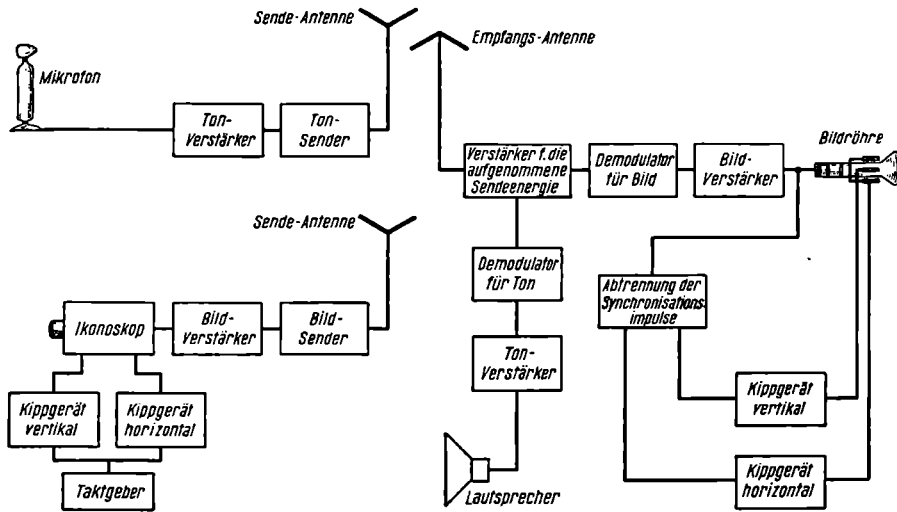 Sende-Antenne
Mikrofon
Ton-
Verstärker
Ton-
Sender
Empfangs-Antenne
Verstärker f. die
aufgenommene
Sendeenergie
Demodulator
für Bild
Bild-
Verstärker
Bildröhre
Sende-Antenne
Ikonoskop
Bild-
Verstärker
Bild-
Sender
Kippgerät
vertikal
Kippgerät
horizontal
Taktgeber
Demodulator
für Ton
Ton-
Verstärker
Lautsprecher
Abtrennung der
Synchronisations-
impulse
Kippgerät
vertikal
Kippgerät
horizontal